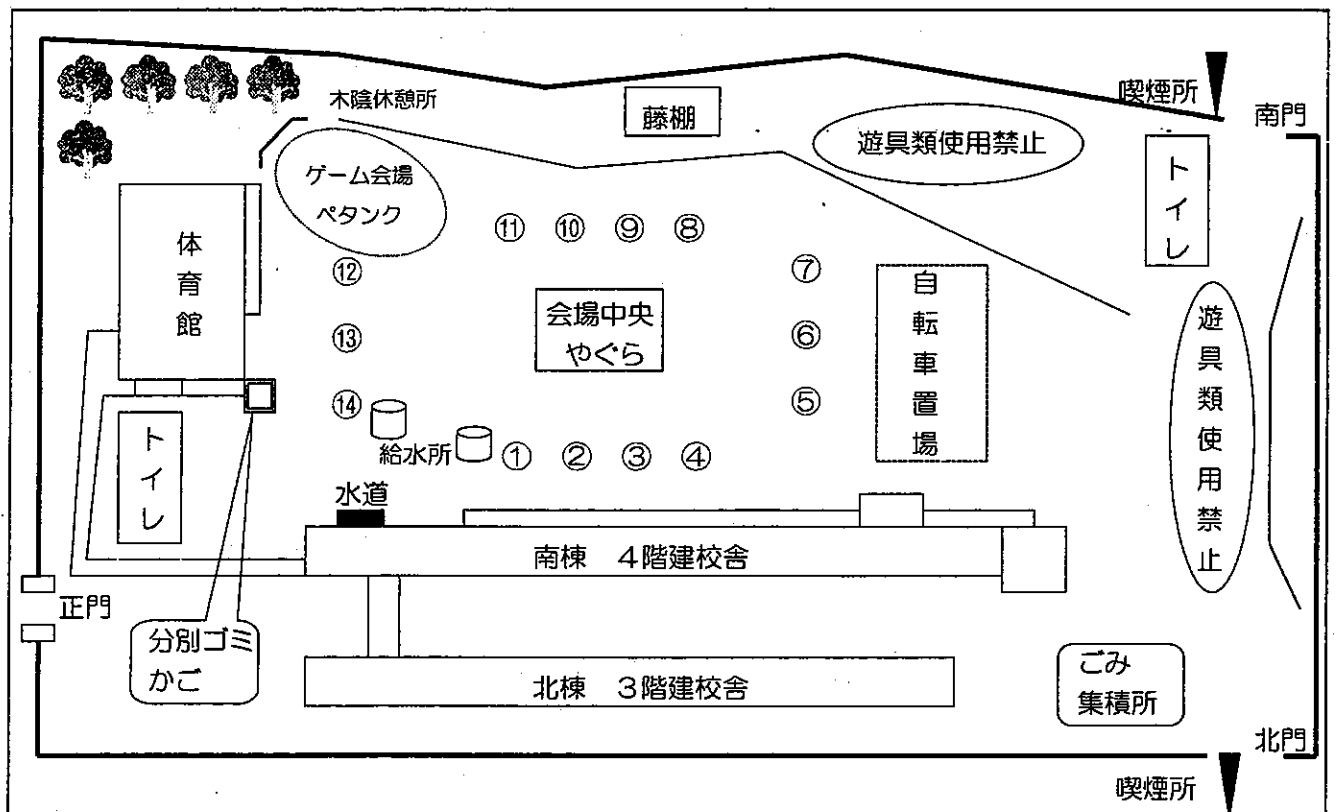 喫煙所
南門
木陰休憩所
藤棚
遊具類使用禁止
トイレ
ゲーム会場
ペタンク
⑪ ⑩ ⑨ ⑧
体育館
⑫
⑦
自転車置場
会場中央
やぐら
⑬
⑥
遊具類使用禁止
⑭
⑤
給水所
① ② ③ ④
トイレ
水道
南棟 4階建校舎
正門
分別ゴミ
かご
北棟 3階建校舎
ごみ
集積所
北門
喫煙所